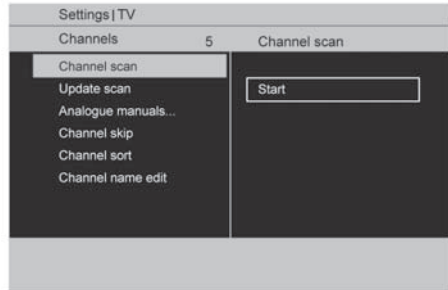 Settings | TV
Channels 5 Channel scan
Channel scan
Update scan
Start
Analogue manuals...
Channel skip
Channel sort
Channel name edit